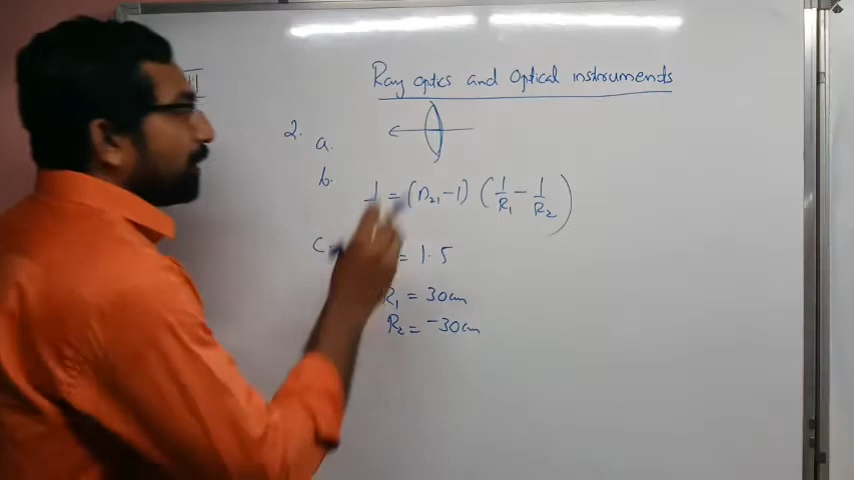 Ray optics and Optical instruments
2. a.
b. 1 = (n21 - 1) (1/R1 - 1/R2)
c. = 1.5
R1 = 30cm
R2 = -30cm